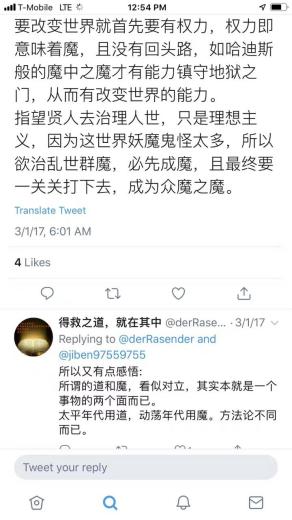 T-Mobile LTE 12:54 PM
要改变世界就首先要有权力，权力即
意味着魔，且没有回头路，如哈迪斯
般的魔中之魔才有能力镇守地狱之
门，从而有改变世界的能力。
指望贤人去治理人世，只是理想主
义，因为这世界妖魔鬼怪太多，所以
欲治乱世群魔，必先成魔，且最终要
一关关打下去，成为众魔之魔。
Translate Tweet
3/1/17, 6:01 AM
4 Likes
得救之道，就在其中 @derRase... · 3/1/17
Replying to @derRasender and
@jiben97559755
所以又有点感悟:
所谓的道和魔，看似对立，其实本就是一个
事物的两个面而已。
太平年代用道，动荡年代用魔。方法论不同
而已。
Tweet your reply